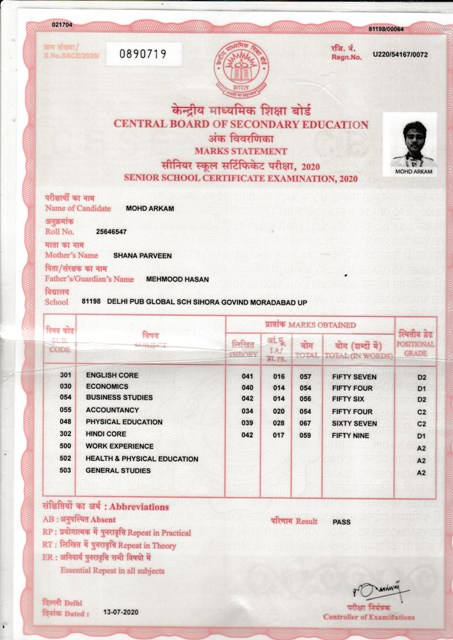 021704
81198/00064
क्रम संख्या/
S.No.SSCE/2020/
0890719
रजि. नं.
Regn.No.
U220/54167/0072
भारत
केन्द्रीय माध्यमिक शिक्षा बोर्ड
CENTRAL BOARD OF SECONDARY EDUCATION
अंक विवरणिका
MARKS STATEMENT
सीनियर स्कूल सर्टिफिकेट परीक्षा, 2020
SENIOR SCHOOL CERTIFICATE EXAMINATION, 2020
MOHD ARKAM
परीक्षार्थी का नाम
Name of Candidate MOHD ARKAM
अनुक्रमांक
Roll No. 25646547
माता का नाम
Mother's Name SHANA PARVEEN
पिता/संरक्षक का नाम
Father's/Guardian's Name MEHMOOD HASAN
विद्यालय
School 81198 DELHI PUB GLOBAL SCH SIHORA GOVIND MORADABAD UP
विषय कोड विषय प्राप्तांक MARKS OBTAINED स्थितीय ग्रेड
SUB. CODE लिखित THEORY योग TOTAL योग (शब्दों में) TOTAL (IN WORDS) POSITIONAL GRADE
301 ENGLISH CORE 041 016 057 FIFTY SEVEN D2
030 ECONOMICS 040 014 054 FIFTY FOUR D1
054 BUSINESS STUDIES 042 014 056 FIFTY SIX D2
055 ACCOUNTANCY 034 020 054 FIFTY FOUR C2
048 PHYSICAL EDUCATION 039 028 067 SIXTY SEVEN C2
302 HINDI CORE 042 017 059 FIFTY NINE D1
500 WORK EXPERIENCE A2
502 HEALTH & PHYSICAL EDUCATION A2
503 GENERAL STUDIES A2
संक्षिप्तियों का अर्थ : Abbreviations
AB : अनुपस्थित Absent
परिणाम Result PASS
RP : प्रयोगात्मक में पुनरावृत्ति Repeat in Practical
RT : लिखित में पुनरावृत्ति Repeat in Theory
ER : अनिवार्य पुनरावृत्ति सभी विषयों में
Essential Repeat in all subjects
दिल्ली Delhi
दिनांक Dated : 13-07-2020
परीक्षा नियंत्रक
Controller of Examinations